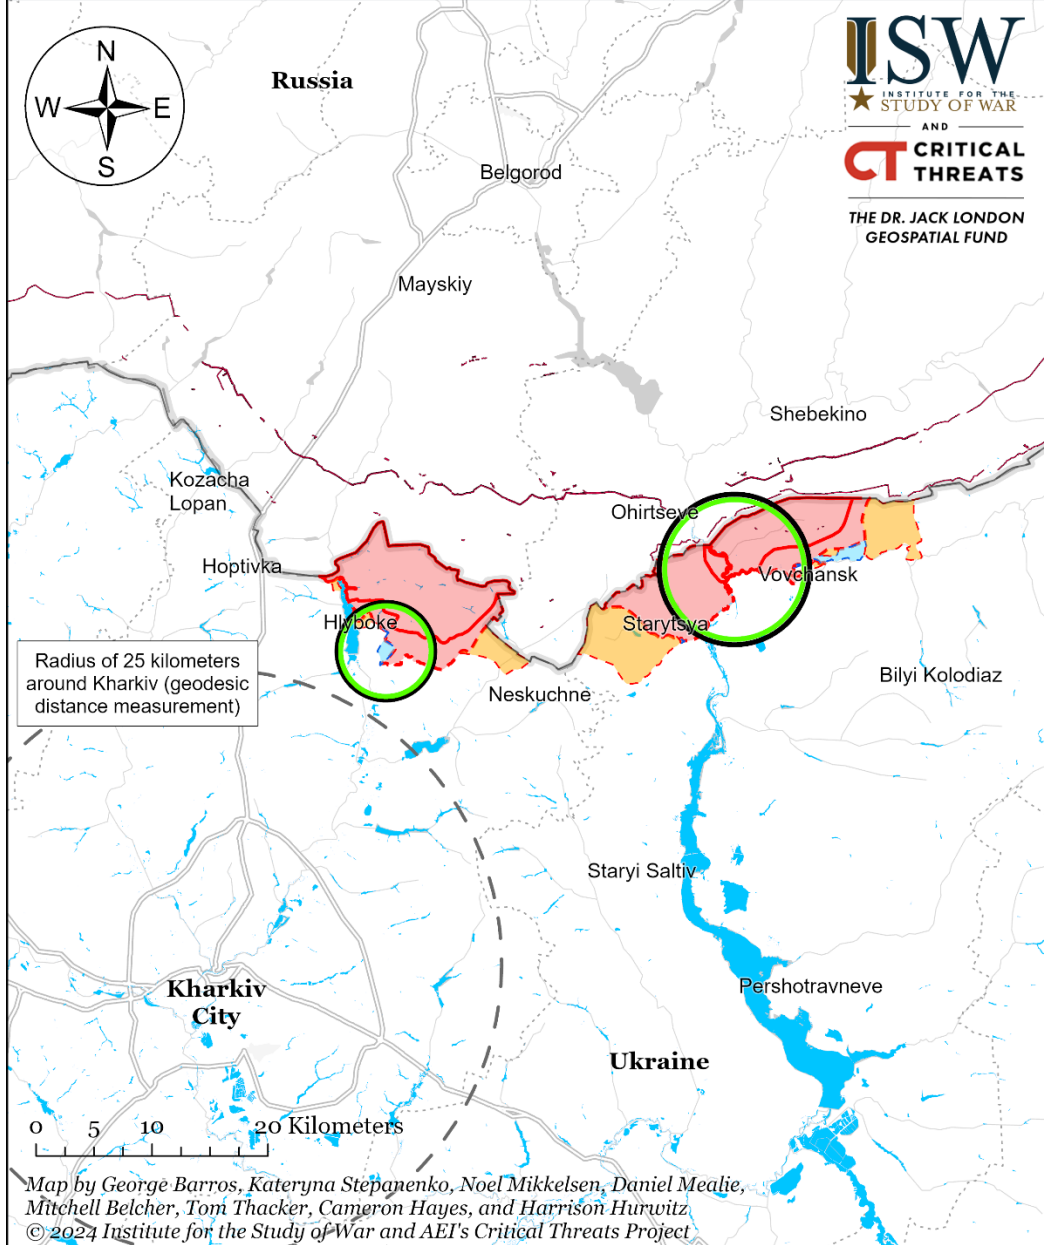 N
W E
S
Russia
ISW
INSTITUTE FOR THE
STUDY OF WAR
AND
CT CRITICAL
THREATS
THE DR. JACK LONDON
GEOSPATIAL FUND
Belgorod
Mayskiy
Shebekino
Kozacha
Lopan
Ohirtseve
Hoptivka
Vovchansk
Hlyboke
Starytsya
Radius of 25 kilometers
around Kharkiv (geodesic
distance measurement)
Bilyi Kolodiaz
Neskuchne
Staryi Saltiv
Kharkiv
City
Pershotravneve
Ukraine
0 5 10 20 Kilometers
Map by George Barros, Kateryna Stepanenko, Noel Mikkelsen, Daniel Mealie,
Mitchell Belcher, Tom Thacker, Cameron Hayes, and Harrison Hurwitz
© 2024 Institute for the Study of War and AEI's Critical Threats Project